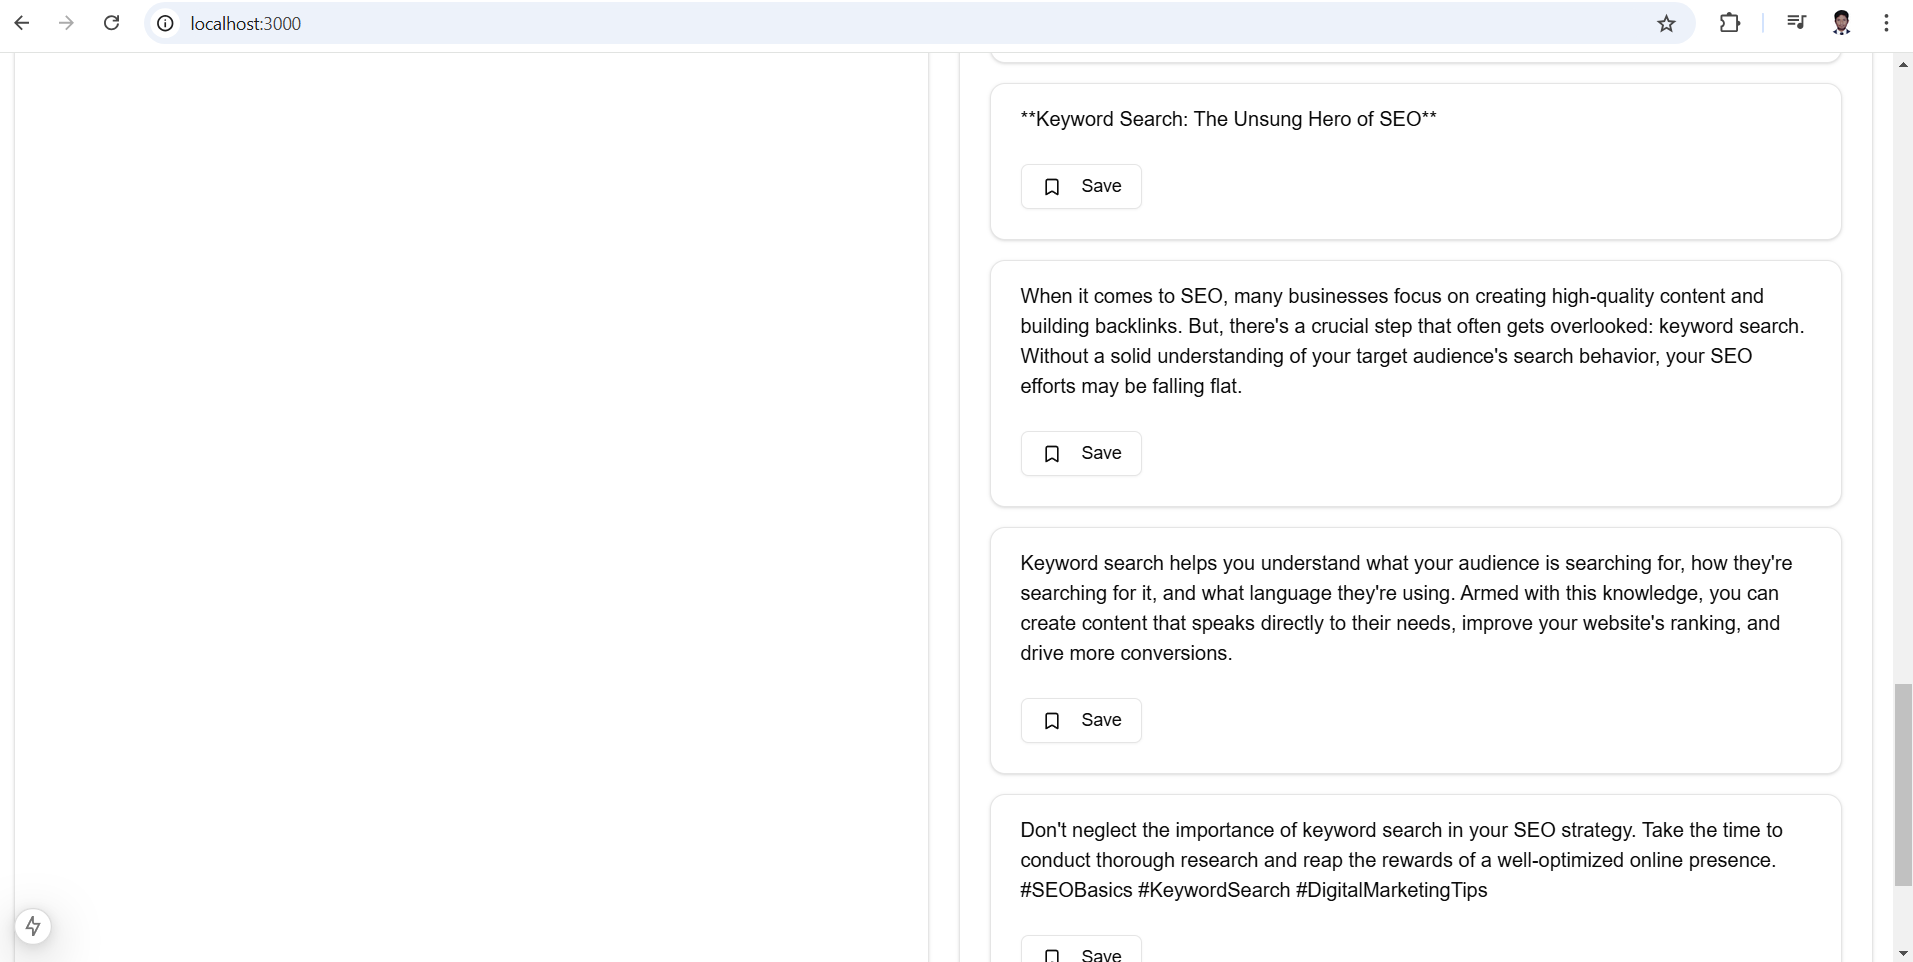 localhost:3000
**Keyword Search: The Unsung Hero of SEO**
Save
When it comes to SEO, many businesses focus on creating high-quality content and
building backlinks. But, there's a crucial step that often gets overlooked: keyword search.
Without a solid understanding of your target audience's search behavior, your SEO
efforts may be falling flat.
Save
Keyword search helps you understand what your audience is searching for, how they're
searching for it, and what language they're using. Armed with this knowledge, you can
create content that speaks directly to their needs, improve your website's ranking, and
drive more conversions.
Save
Don't neglect the importance of keyword search in your SEO strategy. Take the time to
conduct thorough research and reap the rewards of a well-optimized online presence.
#SEOBasics #KeywordSearch #DigitalMarketingTips
Save